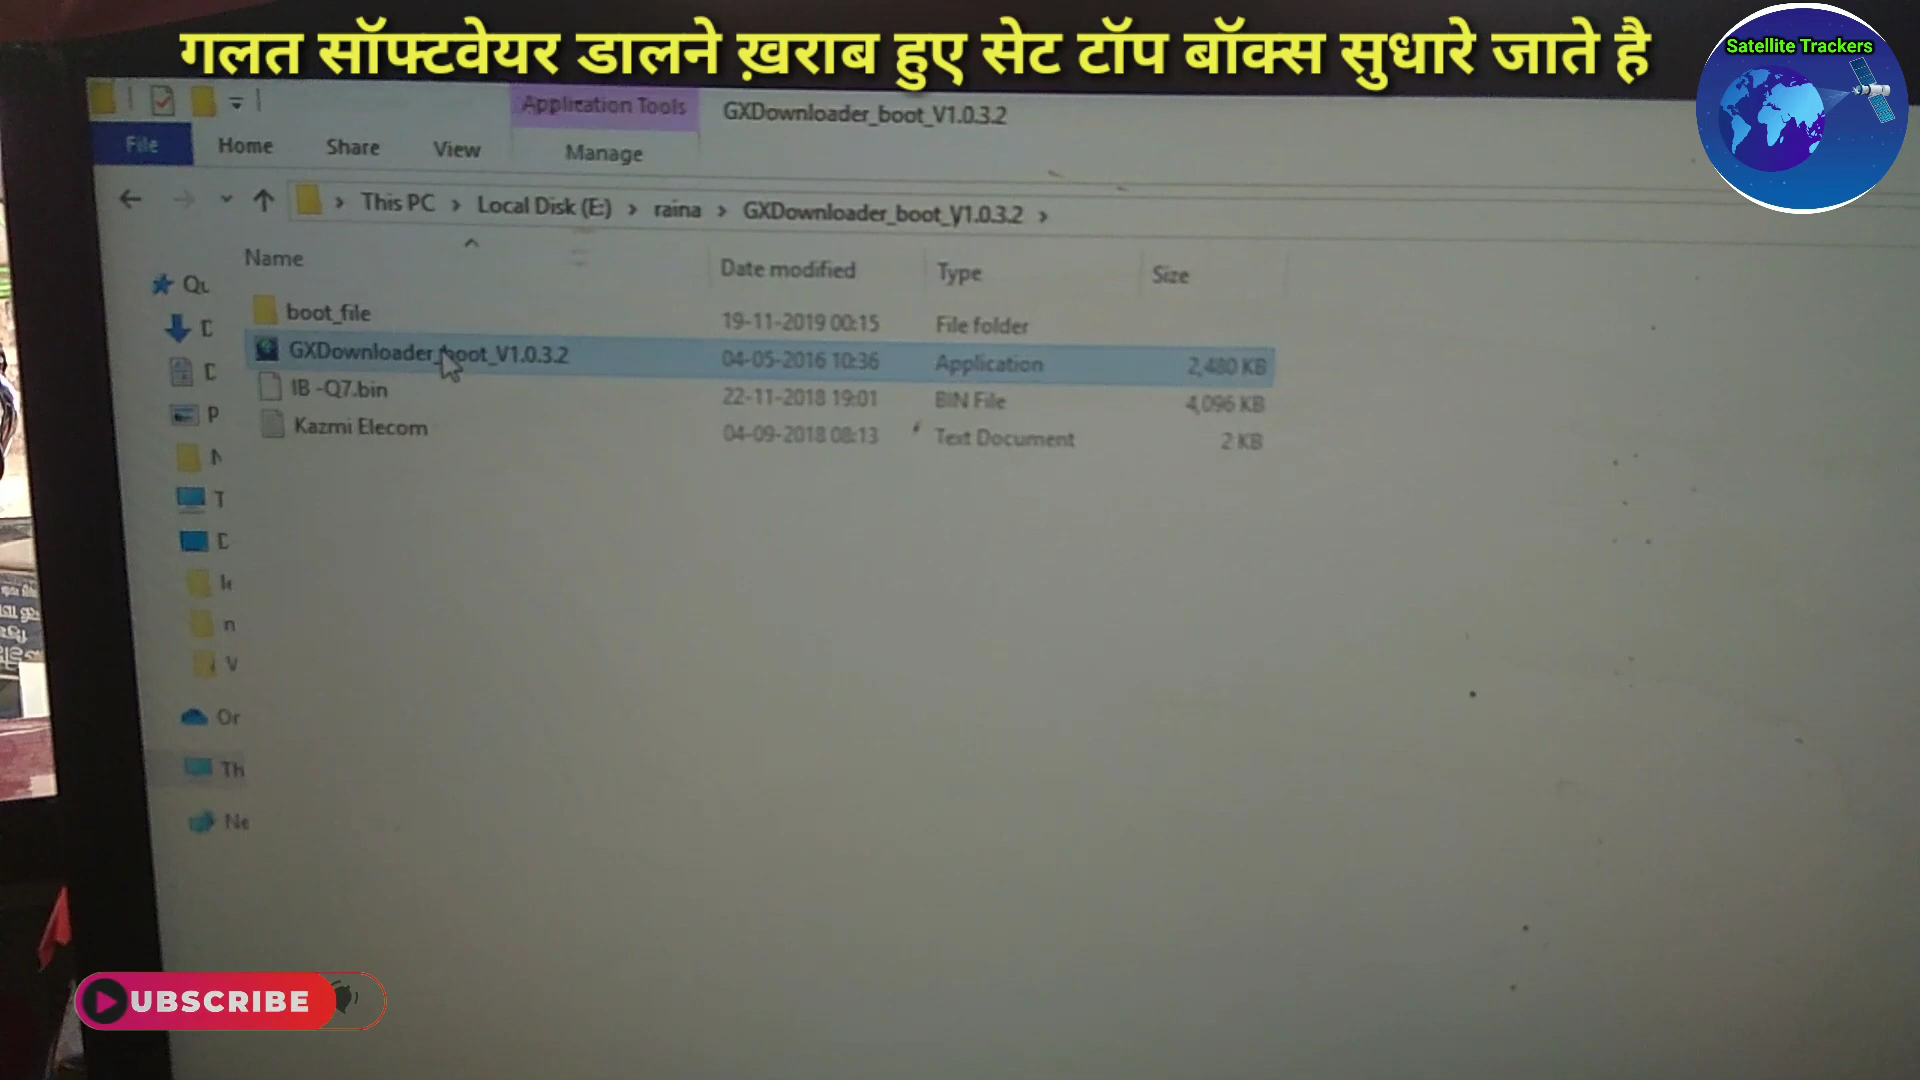 गलत सॉफ्टवेयर डालने ख़राब हुए सेट टॉप बॉक्स सुधारे जाते है
Satellite Trackers
Application Tools
GXDownloader_boot_V1.0.3.2
File
Home
Share
View
Manage
This PC > Local Disk (E:) > raina > GXDownloader_boot_V1.0.3.2 >
Name
Date modified
Type
Size
boot_file
19-11-2019 00:15
File folder
GXDownloader_boot_V1.0.3.2
04-05-2016 10:36
Application
2,480 KB
IB -Q7.bin
22-11-2018 19:01
BIN File
4,096 KB
Kazmi Elecom
04-09-2018 08:13
Text Document
2 KB
Qu
D
D
P
N
T
D
n
V
Or
Th
Ne
UBSCRIBE